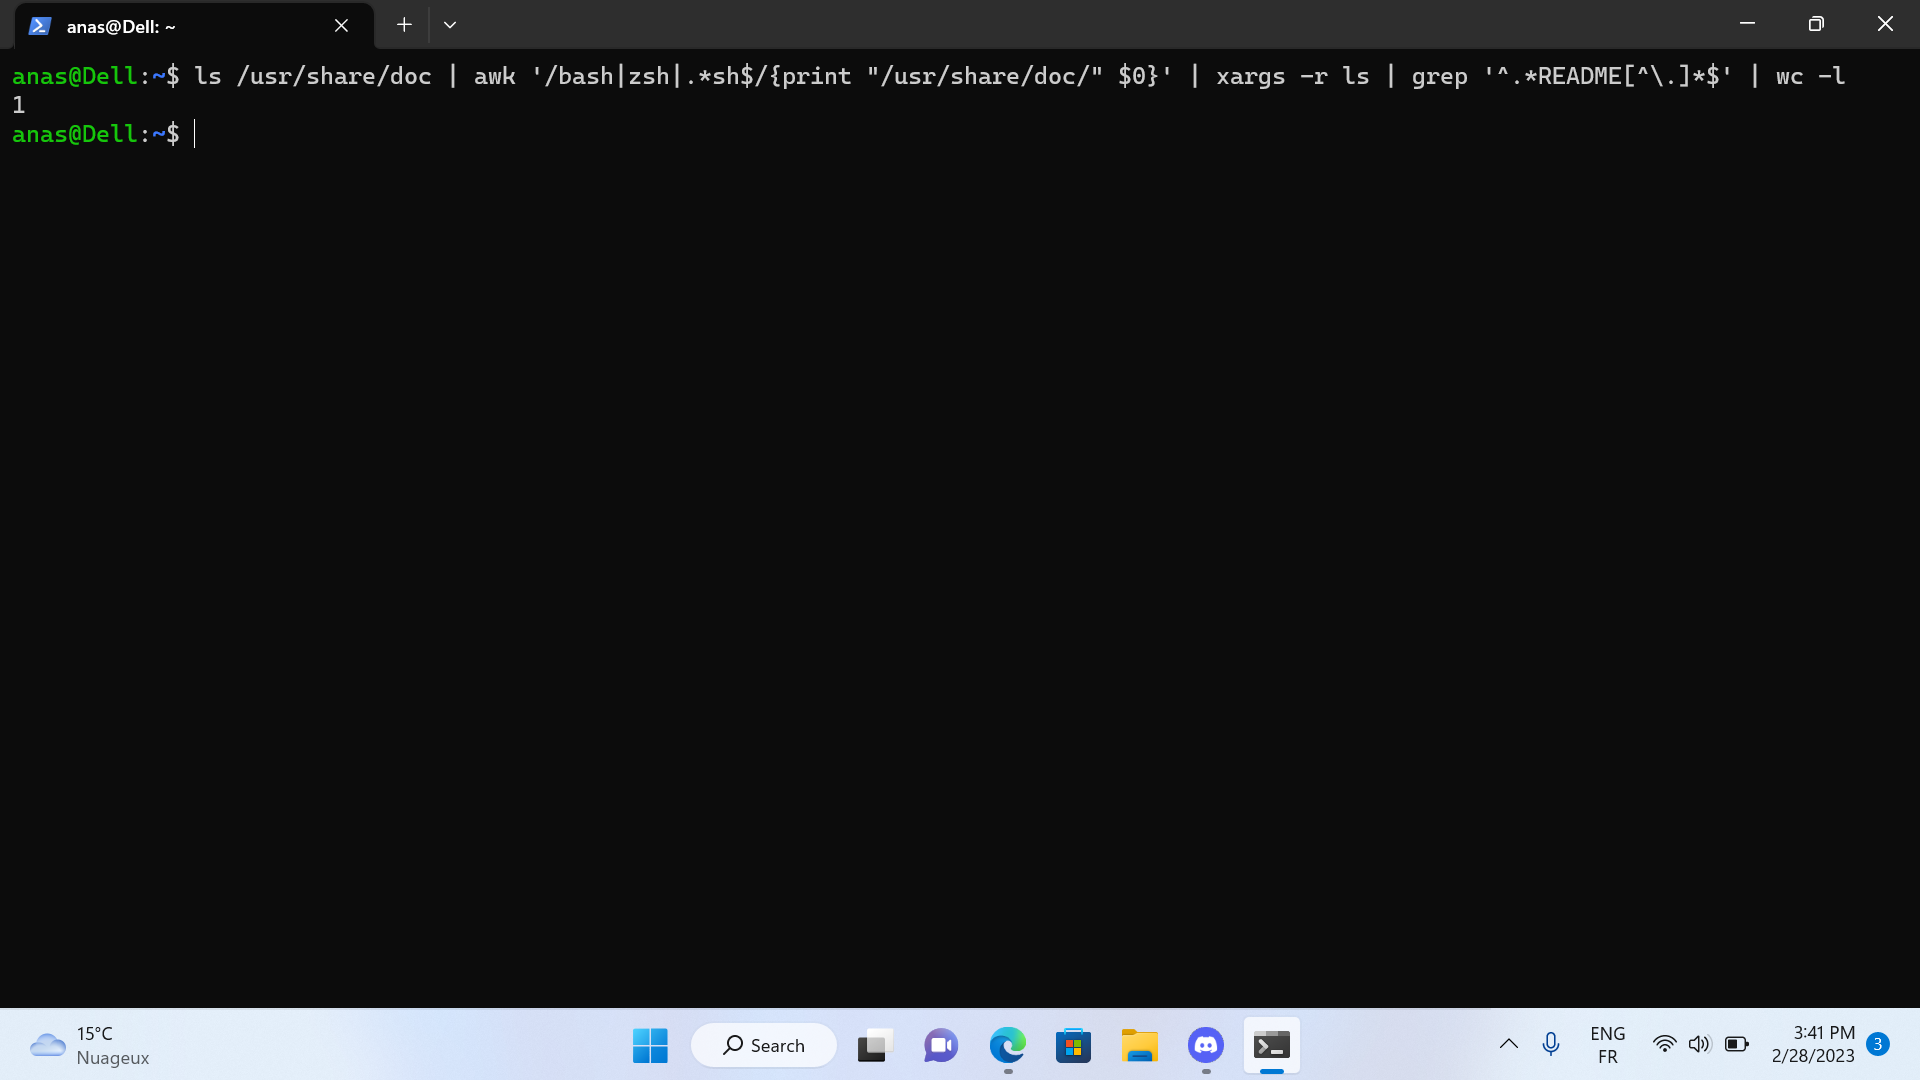 anas@Dell: ~
anas@Dell:~$ ls /usr/share/doc | awk '/bash|zsh|.*sh$/{print "/usr/share/doc/" $0}' | xargs -r ls | grep '^.*README[^\.]*$' | wc -l
1
anas@Dell:~$
15°C
Nuageux
Search
ENG
FR
3:41 PM
2/28/2023
3